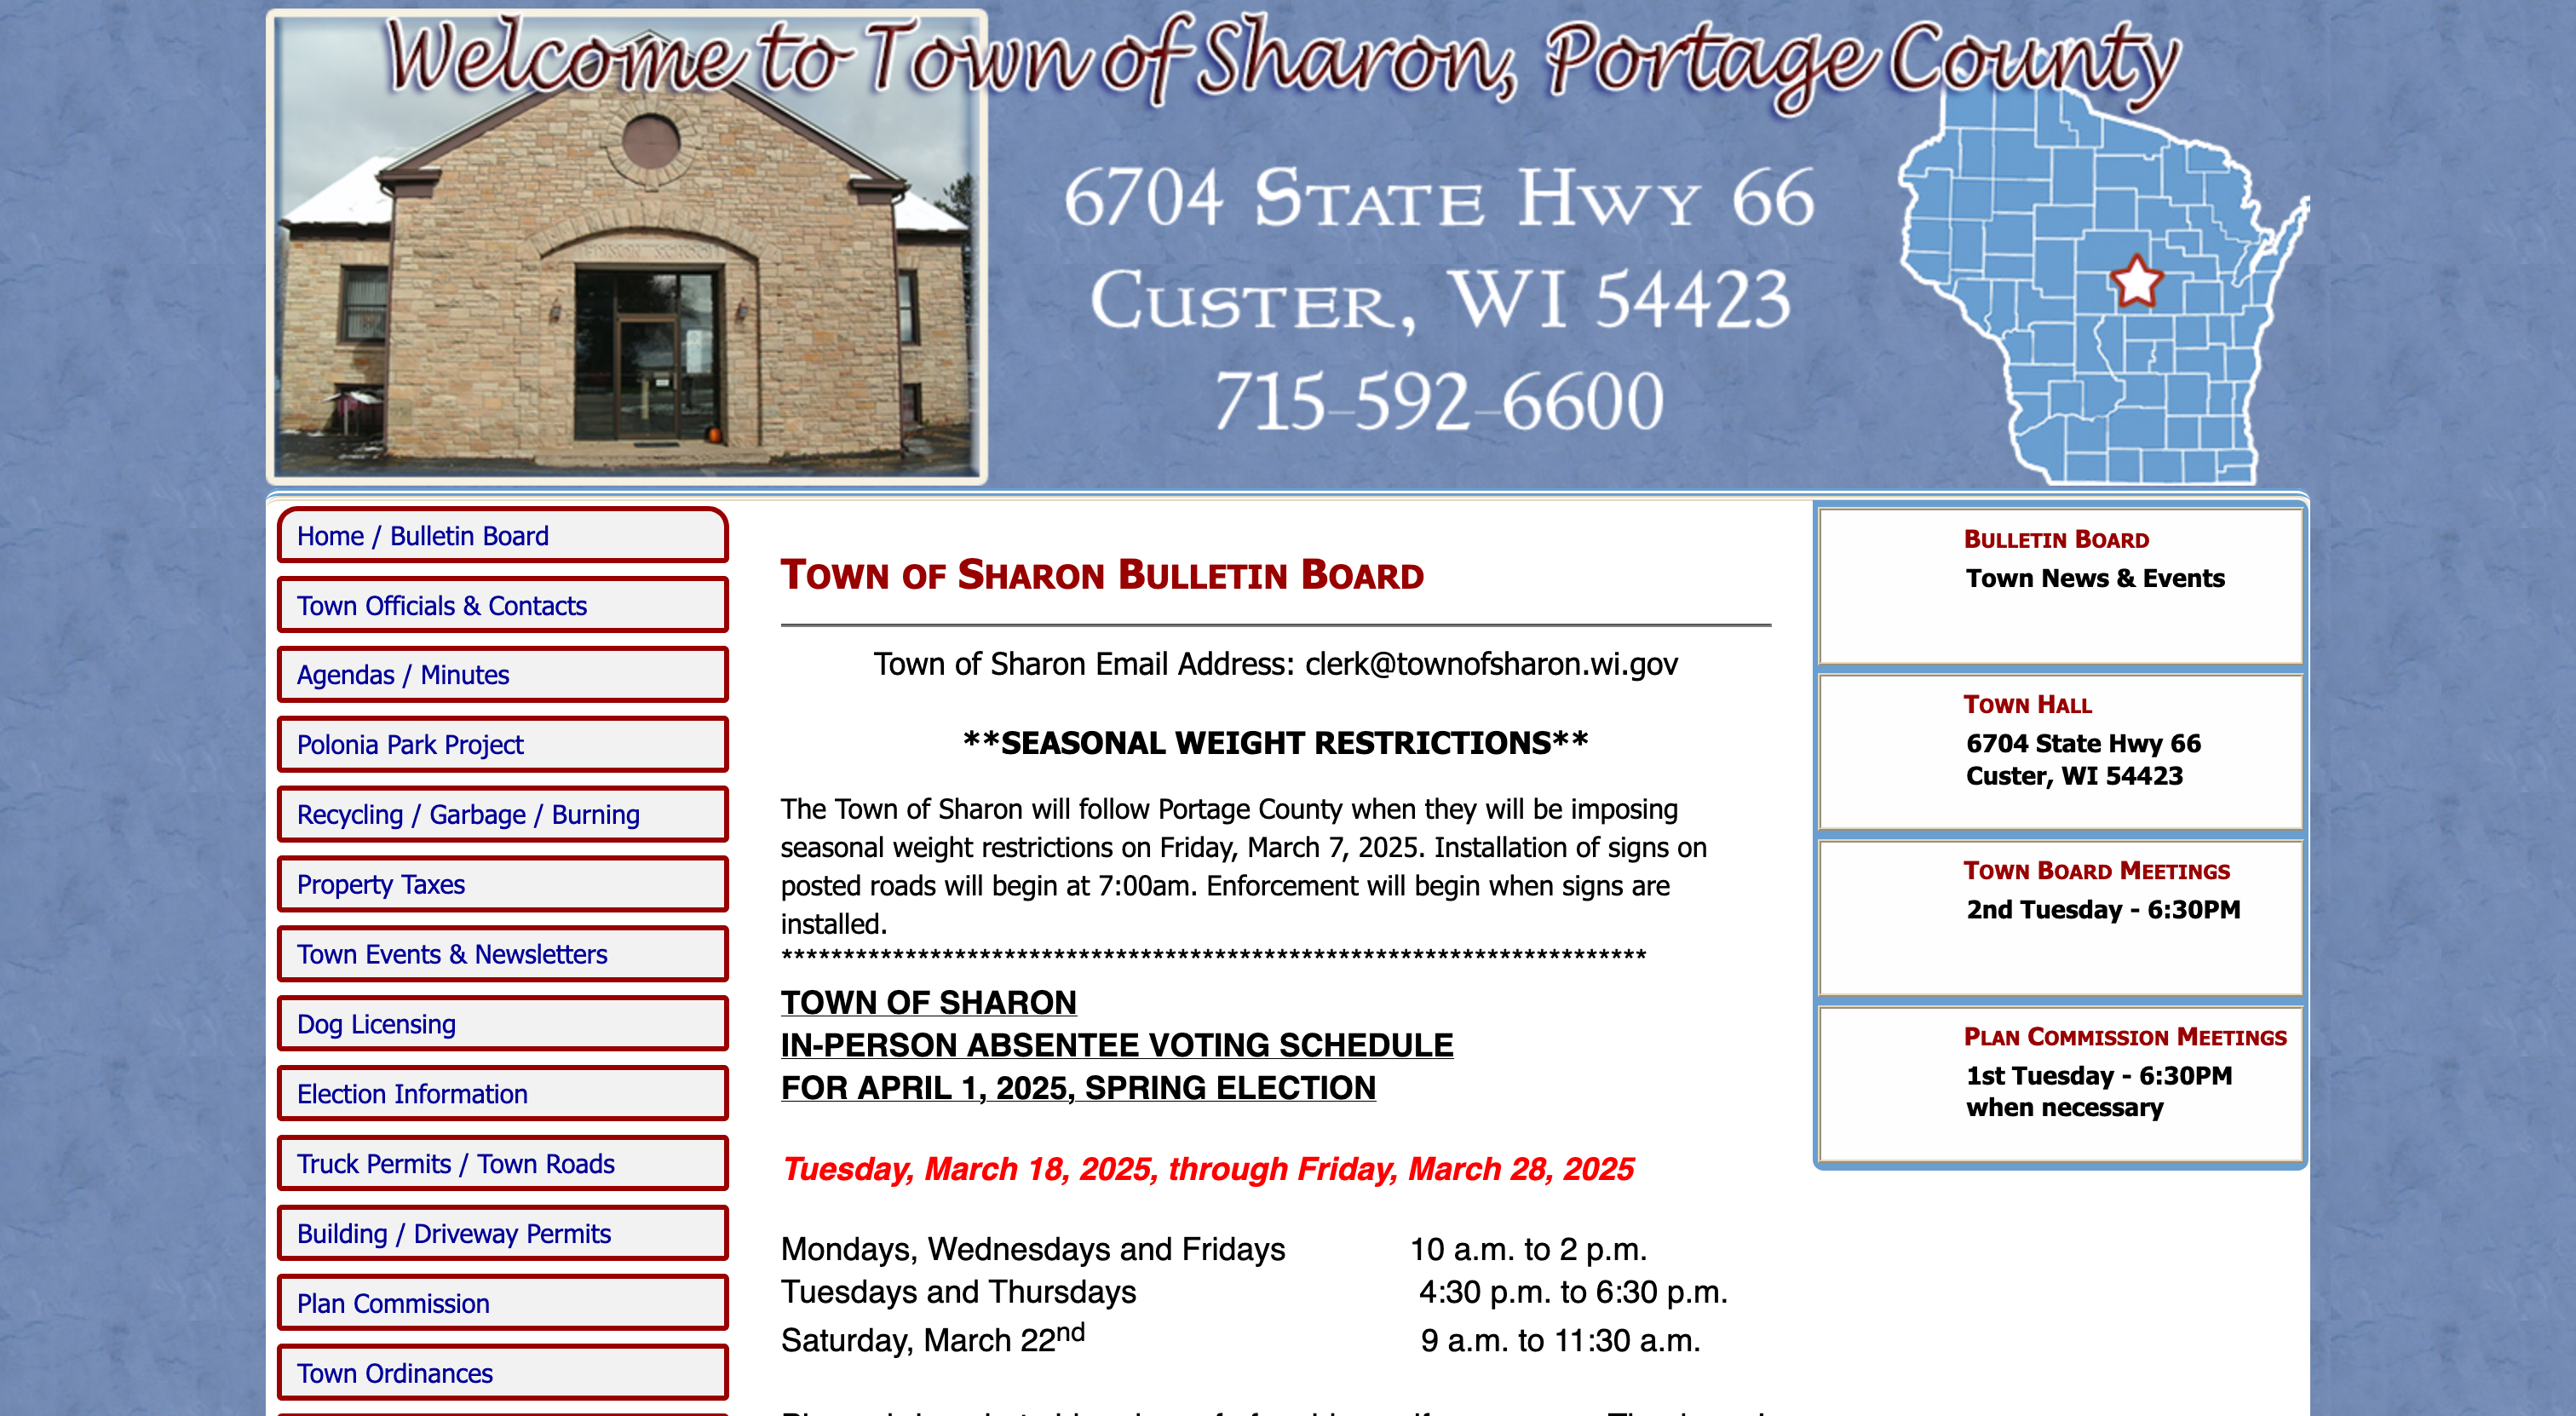 Welcome to Town of Sharon, Portage County
6704 STATE HWY 66
CUSTER, WI 54423
715-592-6600
Home / Bulletin Board
Town Officials & Contacts
Agendas / Minutes
Polonia Park Project
Recycling / Garbage / Burning
Property Taxes
Town Events & Newsletters
Dog Licensing
Election Information
Truck Permits / Town Roads
Building / Driveway Permits
Plan Commission
Town Ordinances
TOWN OF SHARON BULLETIN BOARD
Town of Sharon Email Address: clerk@townofsharon.wi.gov
**SEASONAL WEIGHT RESTRICTIONS**
The Town of Sharon will follow Portage County when they will be imposing
seasonal weight restrictions on Friday, March 7, 2025. Installation of signs on
posted roads will begin at 7:00am. Enforcement will begin when signs are
installed.
**********************************************************************
TOWN OF SHARON
IN-PERSON ABSENTEE VOTING SCHEDULE
FOR APRIL 1, 2025, SPRING ELECTION
Tuesday, March 18, 2025, through Friday, March 28, 2025
Mondays, Wednesdays and Fridays 10 a.m. to 2 p.m.
Tuesdays and Thursdays 4:30 p.m. to 6:30 p.m.
Saturday, March 22nd 9 a.m. to 11:30 a.m.
BULLETIN BOARD
Town News & Events
TOWN HALL
6704 State Hwy 66
Custer, WI 54423
TOWN BOARD MEETINGS
2nd Tuesday - 6:30PM
PLAN COMMISSION MEETINGS
1st Tuesday - 6:30PM
when necessary